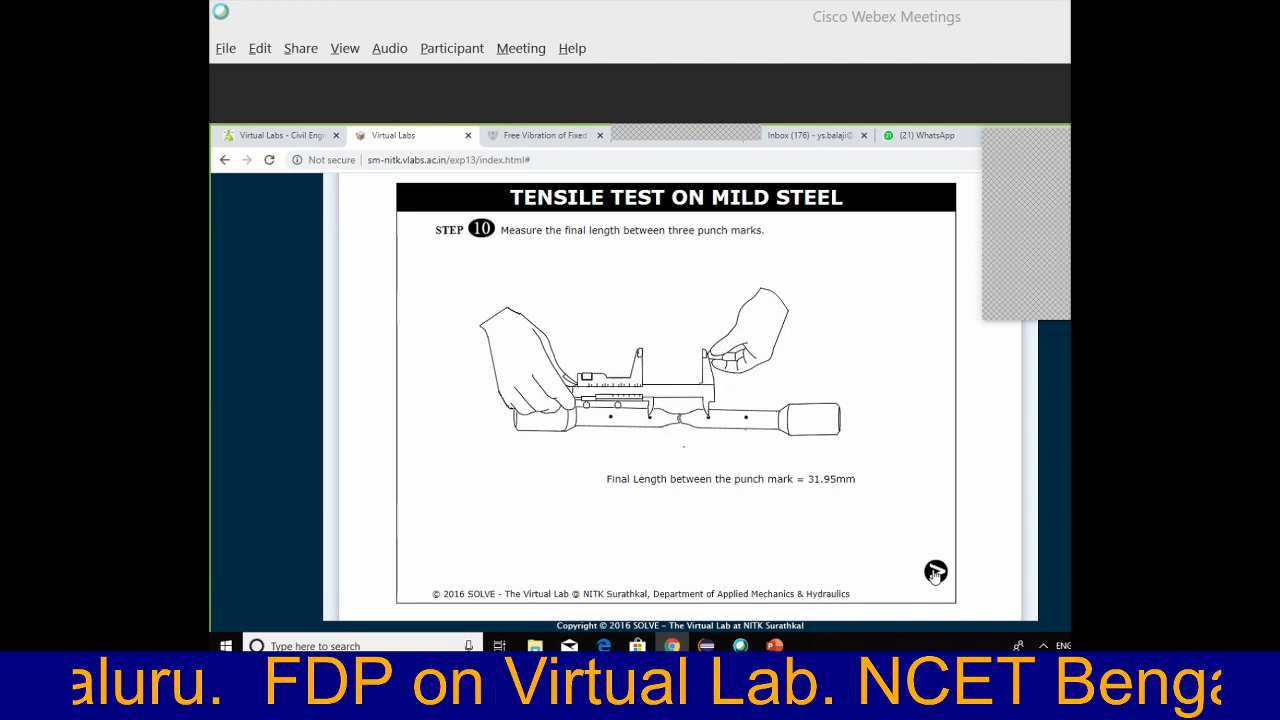 Cisco Webex Meetings
File Edit Share View Audio Participant Meeting Help
Virtual Labs - Civil Engi Virtual Labs Free Vibration of Fixed Inbox (176) - ys.balaji© (21) WhatsApp
Not secure sm-nitk.vlabs.ac.in/exp13/index.html#
TENSILE TEST ON MILD STEEL
STEP 10 Measure the final length between three punch marks.
Final Length between the punch mark = 31.95mm
© 2016 SOLVE - The Virtual Lab @ NITK Surathkal, Department of Applied Mechanics & Hydraulics
Copyright © 2016 SOLVE – The Virtual Lab at NITK Surathkal
Type here to search ENG
aluru. FDP on Virtual Lab. NCET Benga